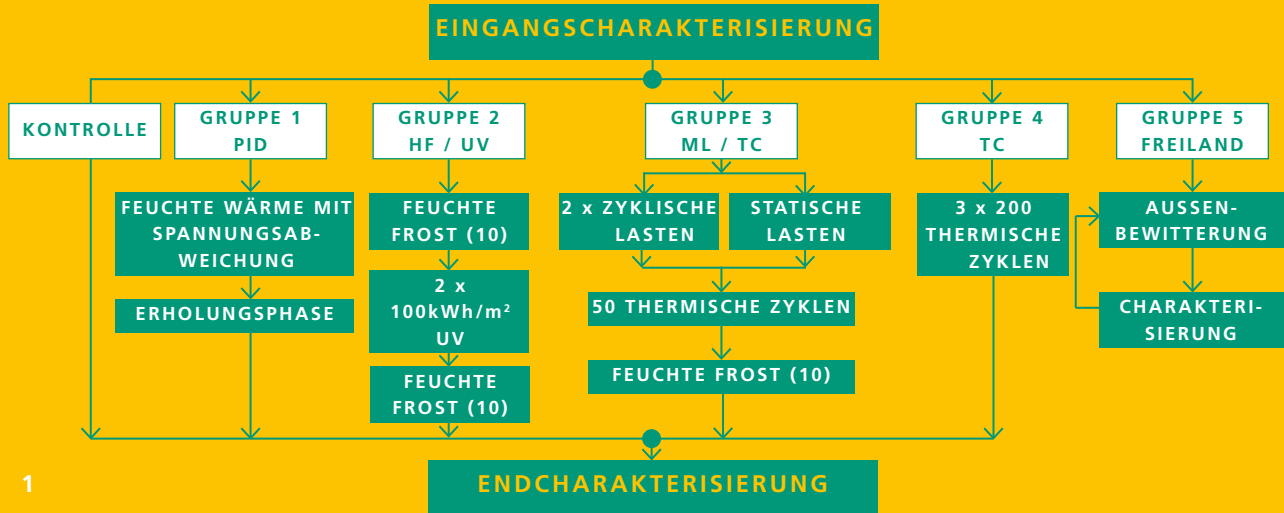 EINGANGSCHARAKTERISIERUNG
KONTROLLE
GRUPPE 1
PID
GRUPPE 2
HF / UV
GRUPPE 3
ML / TC
GRUPPE 4
TC
GRUPPE 5
FREILAND
FEUCHTE WÄRME MIT
SPANNUNGSAB-
WEICHUNG
ERHOLUNGSPHASE
FEUCHTE
FROST (10)
2 x
100kWh/m²
UV
FEUCHTE
FROST (10)
2 x ZYKLISCHE
LASTEN
STATISCHE
LASTEN
50 THERMISCHE ZYKLEN
FEUCHTE FROST (10)
3 x 200
THERMISCHE
ZYKLEN
AUSSEN-
BEWITTERUNG
CHARAKTERI-
SIERUNG
ENDCHARAKTERISIERUNG
1